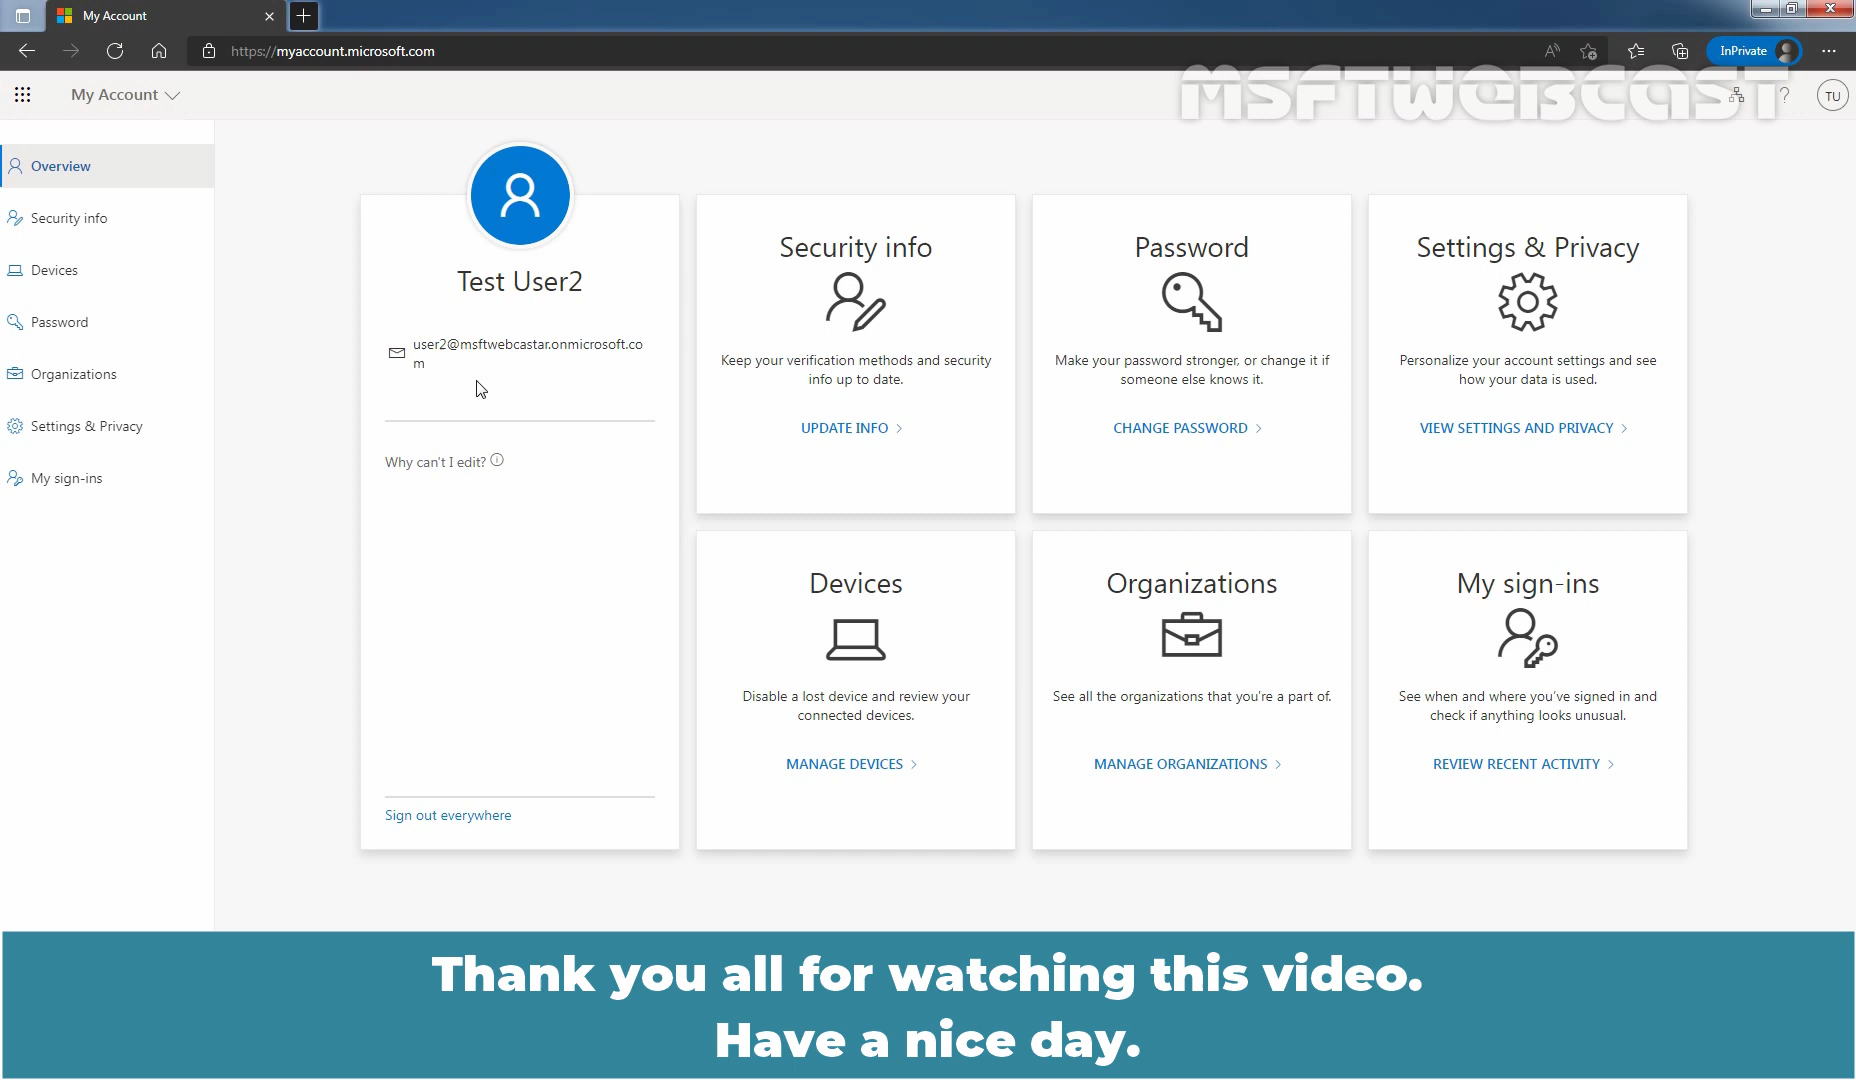 My Account
https://myaccount.microsoft.com
InPrivate
MSFTWEBCAST
My Account
?
TU
Overview
Security info
Devices
Password
Organizations
Settings & Privacy
My sign-ins
Test User2
user2@msftwebcastar.onmicrosoft.co
m
Why can't I edit?
Sign out everywhere
Security info
Keep your verification methods and security
info up to date.
UPDATE INFO
Password
Make your password stronger, or change it if
someone else knows it.
CHANGE PASSWORD
Settings & Privacy
Personalize your account settings and see
how your data is used.
VIEW SETTINGS AND PRIVACY
Devices
Disable a lost device and review your
connected devices.
MANAGE DEVICES
Organizations
See all the organizations that you're a part of.
MANAGE ORGANIZATIONS
My sign-ins
See when and where you've signed in and
check if anything looks unusual.
REVIEW RECENT ACTIVITY
Thank you all for watching this video.
Have a nice day.